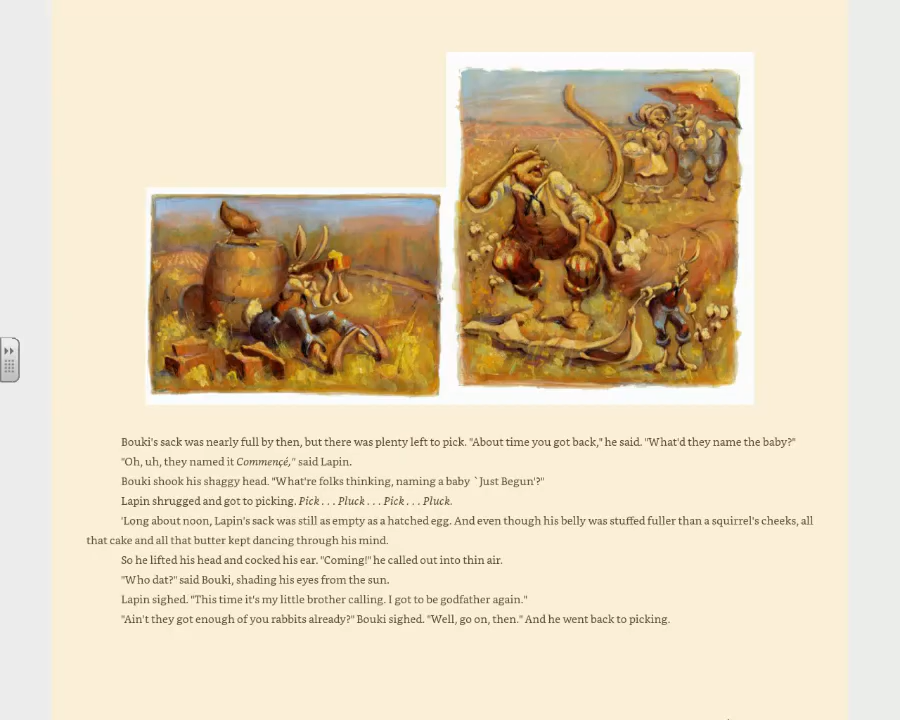 Bouki's sack was nearly full by then, but there was plenty left to pick. "About time you got back," he said. "What'd they name the baby?"
"Oh, uh, they named it Commençé," said Lapin.
Bouki shook his shaggy head. "What're folks thinking, naming a baby `Just Begun'?"
Lapin shrugged and got to picking. Pick . . . Pluck . . . Pick . . . Pluck.
'Long about noon, Lapin's sack was still as empty as a hatched egg. And even though his belly was stuffed fuller than a squirrel's cheeks, all
that cake and all that butter kept dancing through his mind.
So he lifted his head and cocked his ear. "Coming!" he called out into thin air.
"Who dat?" said Bouki, shading his eyes from the sun.
Lapin sighed. "This time it's my little brother calling. I got to be godfather again."
"Ain't they got enough of you rabbits already?" Bouki sighed. "Well, go on, then." And he went back to picking.